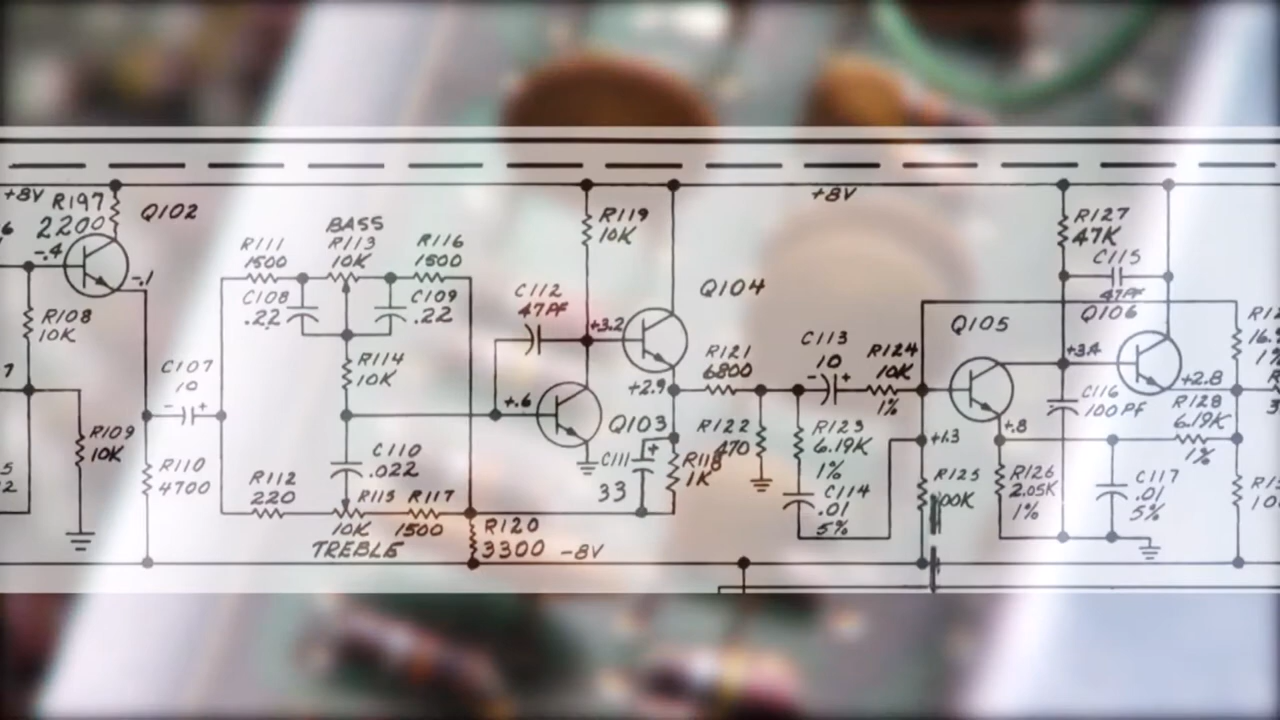 +8V
R197
2200
Q102
6
-.4
-.1
R108
10K
7
R109
10K
C107
10
- +
R110
4700
BASS
R111
1500
R113
10K
R116
1500
C108
.22
C109
.22
R114
10K
C110
.022
R112
220
R115
10K
R117
1500
TREBLE
R120
3300
-8V
C112
47PF
R119
10K
+3.2
Q104
+.6
Q103
+2.9
C111
33
+
R118
1K
R121
6800
R122
470
+8V
C113
10
- +
R124
10K
1%
R123
6.19K
1%
C114
.01
5%
Q105
+1.3
R125
+.8
R126
2.05K
1%
R127
47K
C115
47PF
Q106
+3.4
C116
100PF
+2.8
R128
6.19K
1%
C117
.01
5%